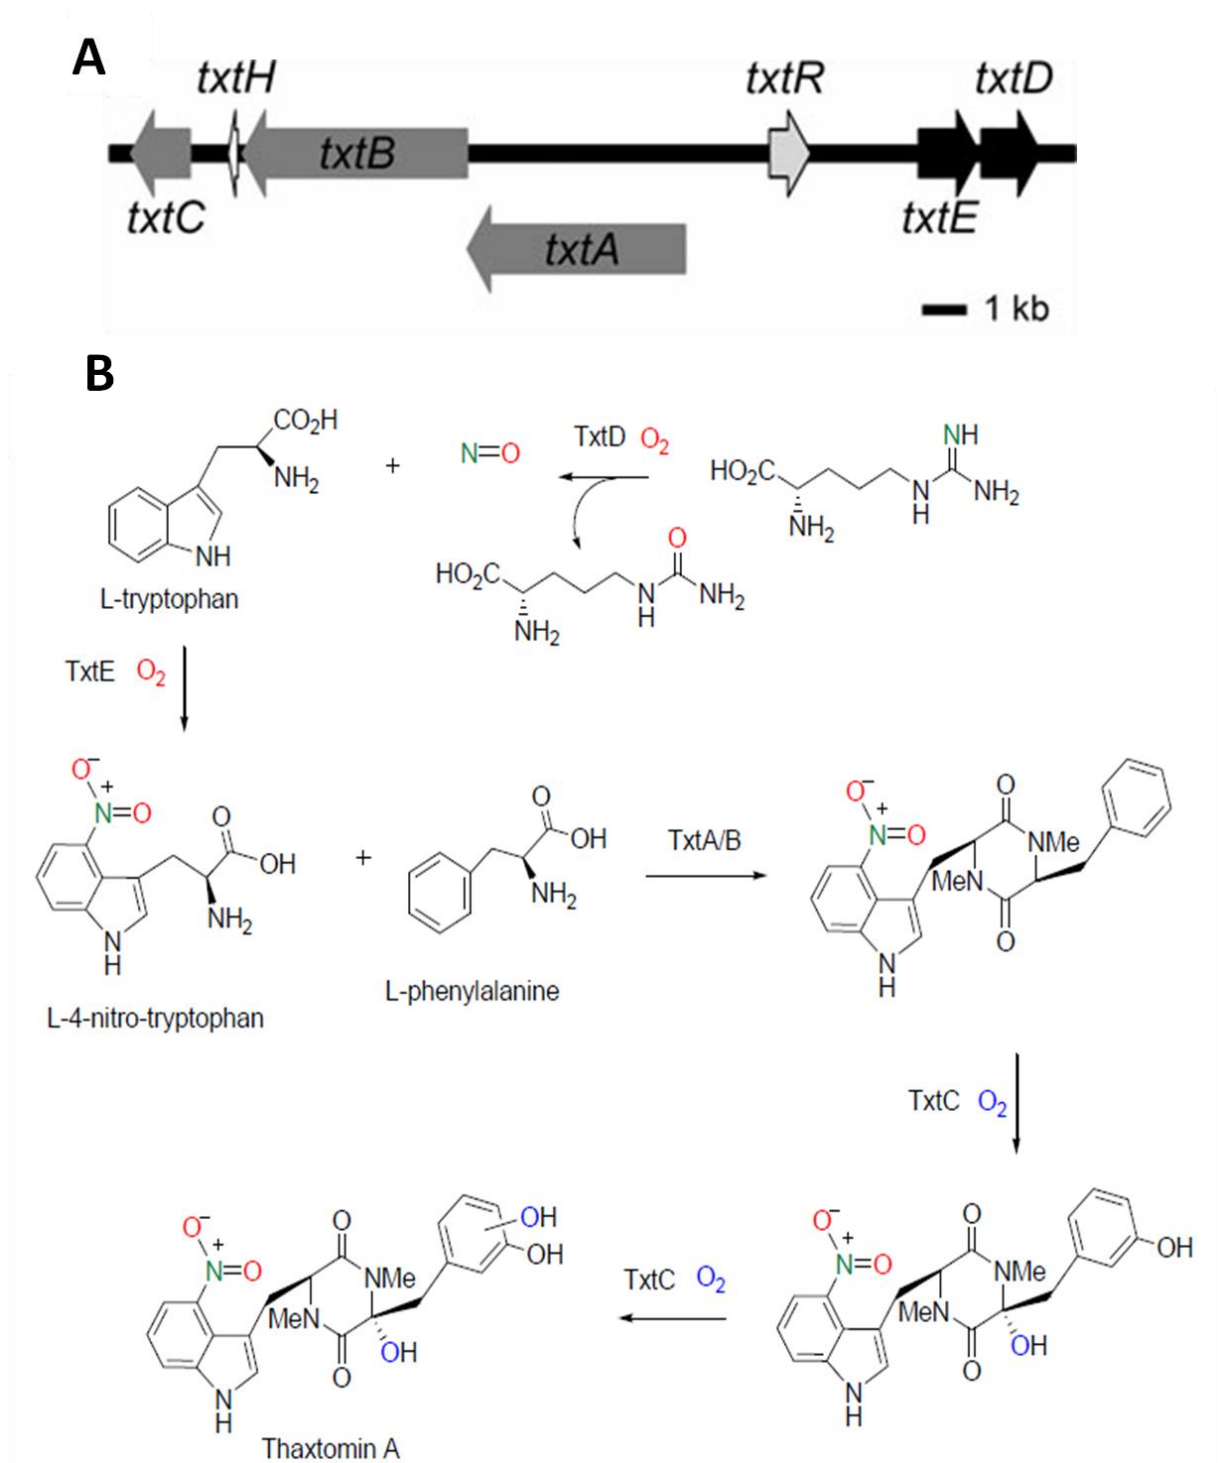 A
txtH
txtR
txtD
txtB
txtC
txtE
txtA
1 kb
B
CO2H
NH2
NH
L-tryptophan
+
N=O
TxtD O2
HO2C
NH2
N
H
NH
NH2
HO2C
NH2
N
H
O
NH2
TxtE O2
O−
+
N=O
O
OH
NH2
N
H
L-4-nitro-tryptophan
+
O
OH
NH2
L-phenylalanine
TxtA/B
O−
+
N=O
O
NMe
MeN
O
N
H
TxtC O2
O−
+
N=O
O
NMe
MeN
OH
O
OH
N
H
TxtC O2
O−
+
N=O
O
NMe
MeN
OH
O
OH
OH
N
H
Thaxtomin A